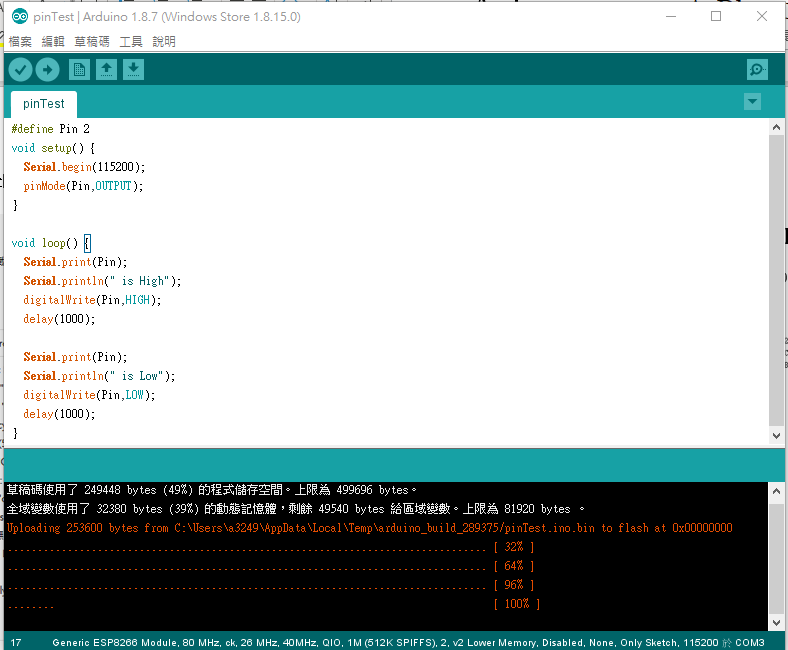 pinTest | Arduino 1.8.7 (Windows Store 1.8.15.0)
檔案 編輯 草稿碼 工具 說明
pinTest
#define Pin 2
void setup() {
  Serial.begin(115200);
  pinMode(Pin,OUTPUT);
}
void loop() {
  Serial.print(Pin);
  Serial.println(" is High");
  digitalWrite(Pin,HIGH);
  delay(1000);
  Serial.print(Pin);
  Serial.println(" is Low");
  digitalWrite(Pin,LOW);
  delay(1000);
}
草稿碼使用了 249448 bytes (49%) 的程式儲存空間。上限為 499696 bytes。
全域變數使用了 32380 bytes (39%) 的動態記憶體，剩餘 49540 bytes 給區域變數。上限為 81920 bytes 。
Uploading 253600 bytes from C:\Users\a3249\AppData\Local\Temp\arduino_build_289375/pinTest.ino.bin to flash at 0x00000000
................................................................................ [ 32% ]
................................................................................ [ 64% ]
................................................................................ [ 96% ]
........ [ 100% ]
17 Generic ESP8266 Module, 80 MHz, ck, 26 MHz, 40MHz, QIO, 1M (512K SPIFFS), 2, v2 Lower Memory, Disabled, None, Only Sketch, 115200 於 COM3